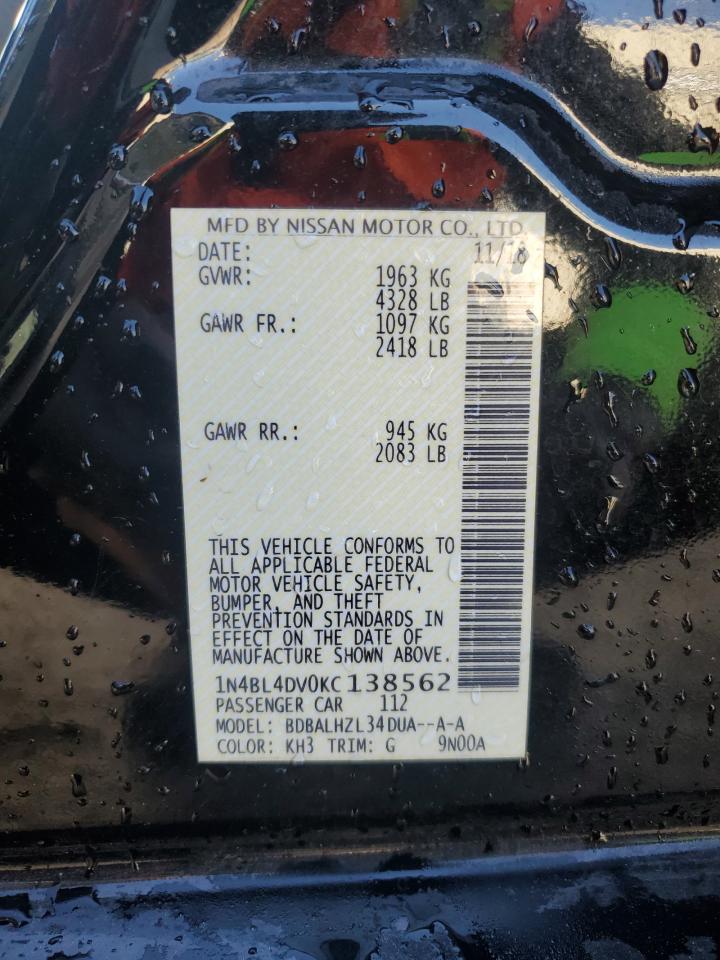 MFD BY NISSAN MOTOR CO., LTD.
DATE: 11/18
GVWR: 1963 KG
4328 LB
GAWR FR.: 1097 KG
2418 LB
GAWR RR.: 945 KG
2083 LB
THIS VEHICLE CONFORMS TO
ALL APPLICABLE FEDERAL
MOTOR VEHICLE SAFETY,
BUMPER, AND THEFT
PREVENTION STANDARDS IN
EFFECT ON THE DATE OF
MANUFACTURE SHOWN ABOVE.
1N4BL4DV0KC138562
PASSENGER CAR 112
MODEL: BDBALHZL34DUA--A-A
COLOR: KH3 TRIM: G 9N00A